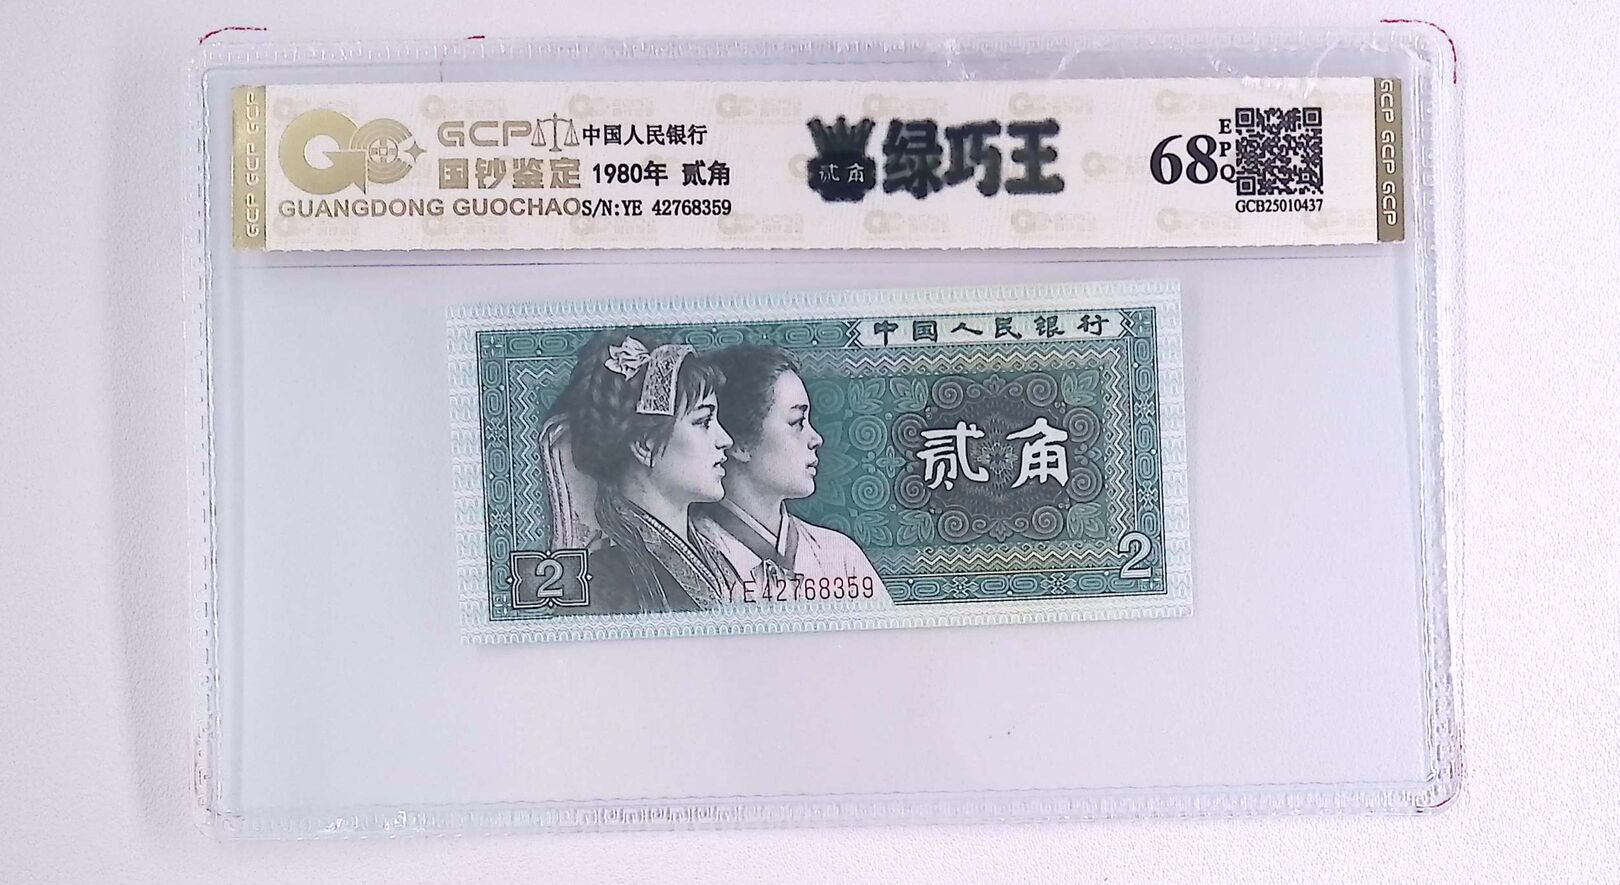 GCP GCP GCP
GCP
国钞鉴定
GUANGDONG GUOCHAO
中国人民银行
1980年 贰角
S/N:YE 42768359
贰角
绿巧王
68
EPQ
GCB25010437
GCP GCP GCP
中国人民银行
贰角
2
2
YE42768359